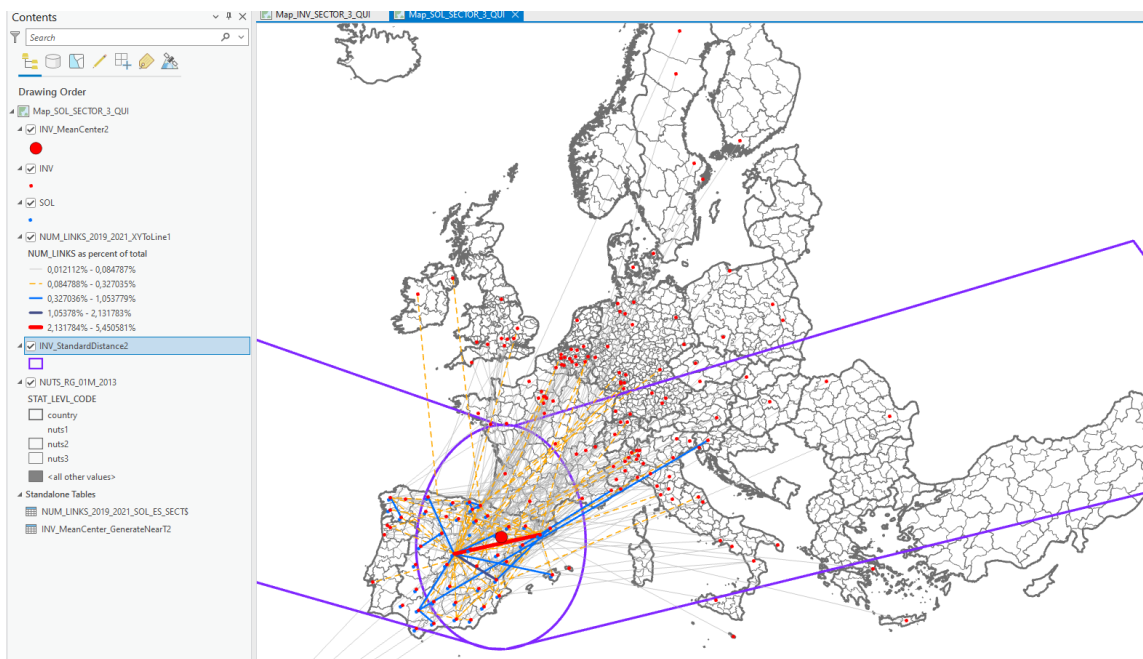 Contents
Map_INV_SECTOR_3_QUI
Map_SOL_SECTOR_3_QUI
Search
Drawing Order
Map_SOL_SECTOR_3_QUI
INV_MeanCenter2
INV
SOL
NUM_LINKS_2019_2021_XYToLine1
NUM_LINKS as percent of total
0,012112% - 0,084787%
0,084788% - 0,327035%
0,327036% - 1,053779%
1,05378% - 2,131783%
2,131784% - 5,450581%
INV_StandardDistance2
NUTS_RG_01M_2013
STAT_LEVL_CODE
country
nuts1
nuts2
nuts3
<all other values>
Standalone Tables
NUM_LINKS_2019_2021_SOL_ES_SECT$
INV_MeanCenter_GenerateNearT2